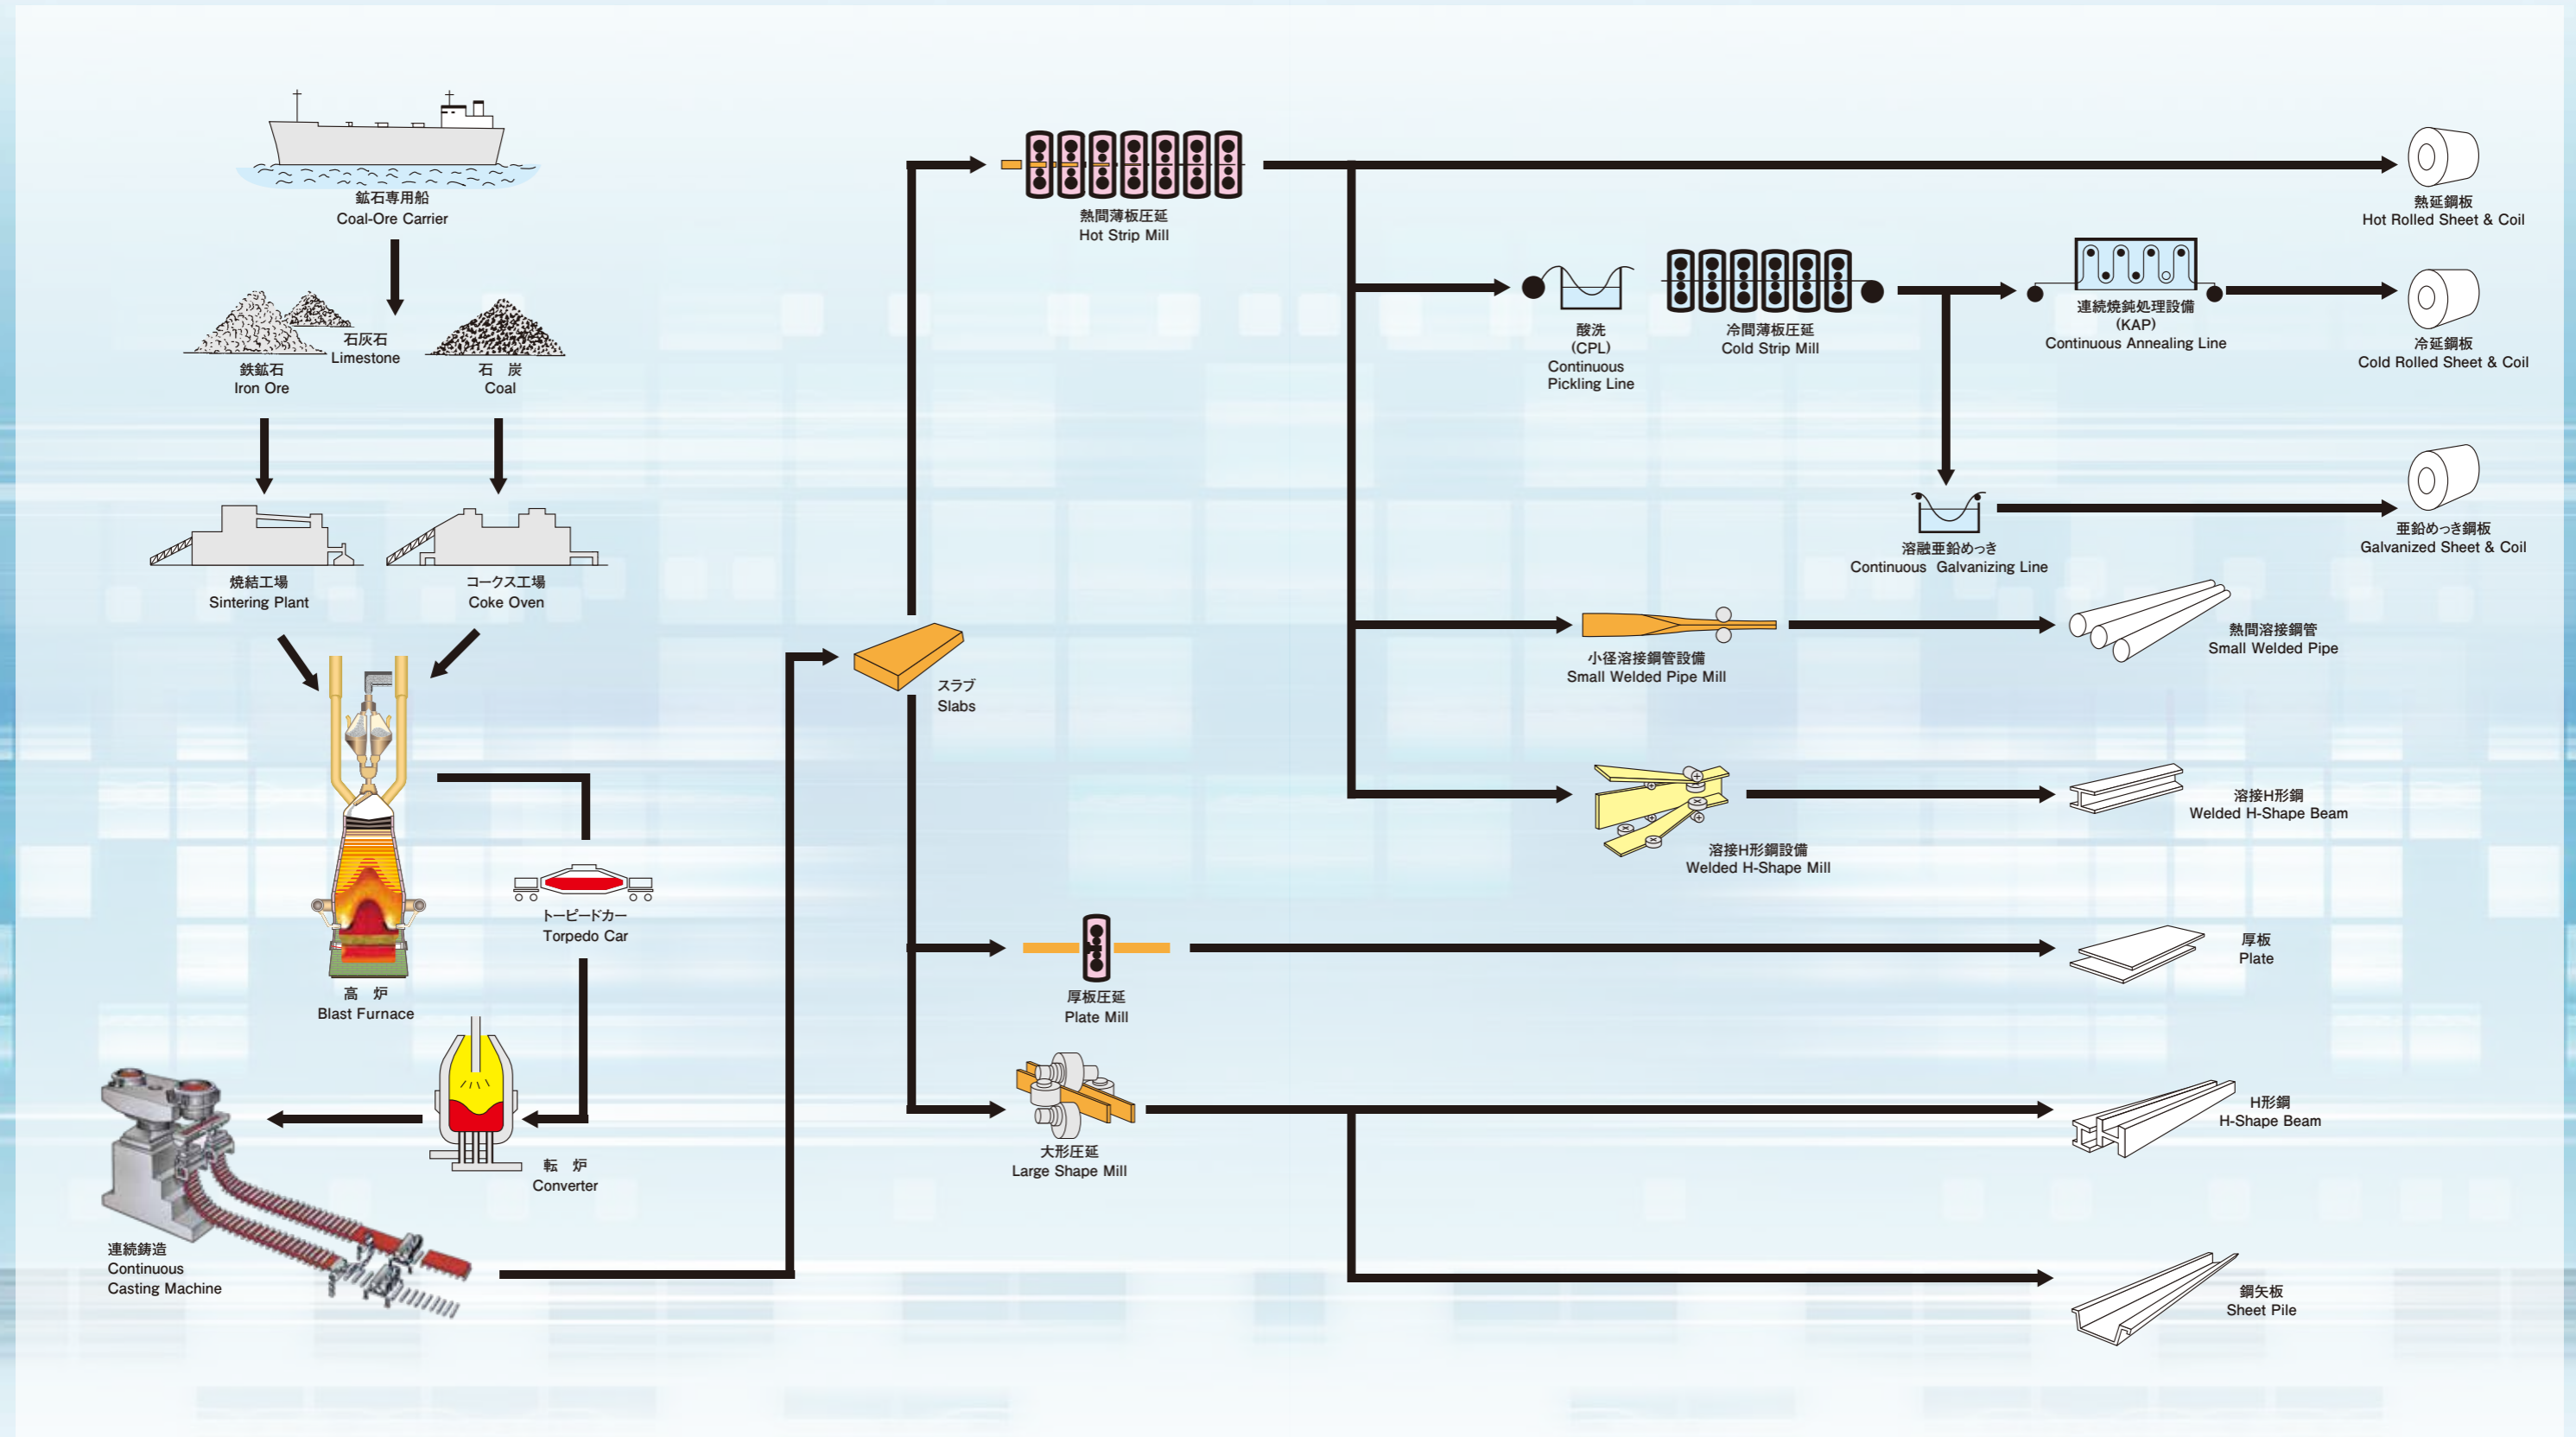 鉱石専用船
Coal-Ore Carrier
石灰石
Limestone
鉄鉱石
Iron Ore
石 炭
Coal
焼結工場
Sintering Plant
コークス工場
Coke Oven
高 炉
Blast Furnace
トーピードカー
Torpedo Car
転 炉
Converter
連続鋳造
Continuous
Casting Machine
スラブ
Slabs
熱間薄板圧延
Hot Strip Mill
酸洗
(CPL)
Continuous
Pickling Line
冷間薄板圧延
Cold Strip Mill
連続焼鈍処理設備
(KAP)
Continuous Annealing Line
溶融亜鉛めっき
Continuous Galvanizing Line
小径溶接鋼管設備
Small Welded Pipe Mill
溶接H形鋼設備
Welded H-Shape Mill
厚板圧延
Plate Mill
大形圧延
Large Shape Mill
熱延鋼板
Hot Rolled Sheet & Coil
冷延鋼板
Cold Rolled Sheet & Coil
亜鉛めっき鋼板
Galvanized Sheet & Coil
熱間溶接鋼管
Small Welded Pipe
溶接H形鋼
Welded H-Shape Beam
厚板
Plate
H形鋼
H-Shape Beam
鋼矢板
Sheet Pile